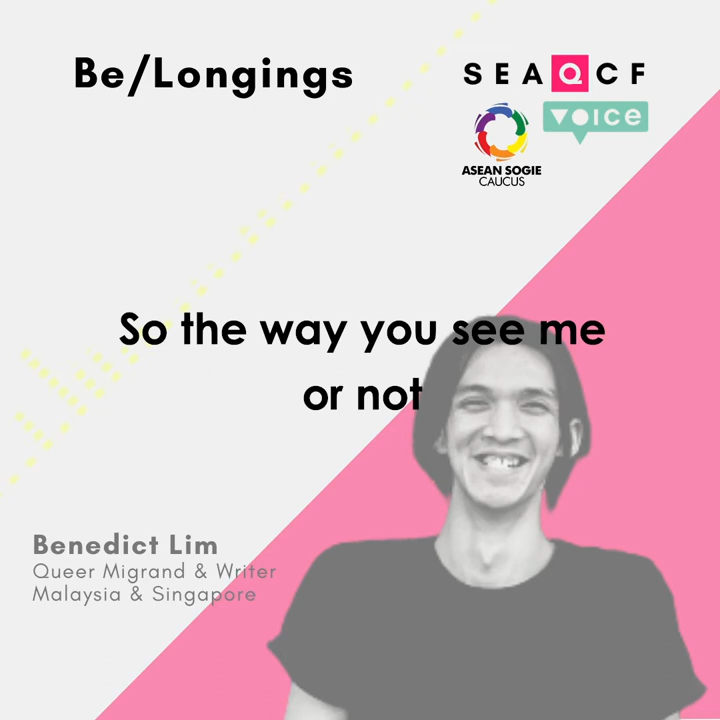 Be/Longings
SEAQCF
VOICE
ASEAN SOGIE
CAUCUS
So the way you see me
or not
Benedict Lim
Queer Migrand & Writer
Malaysia & Singapore